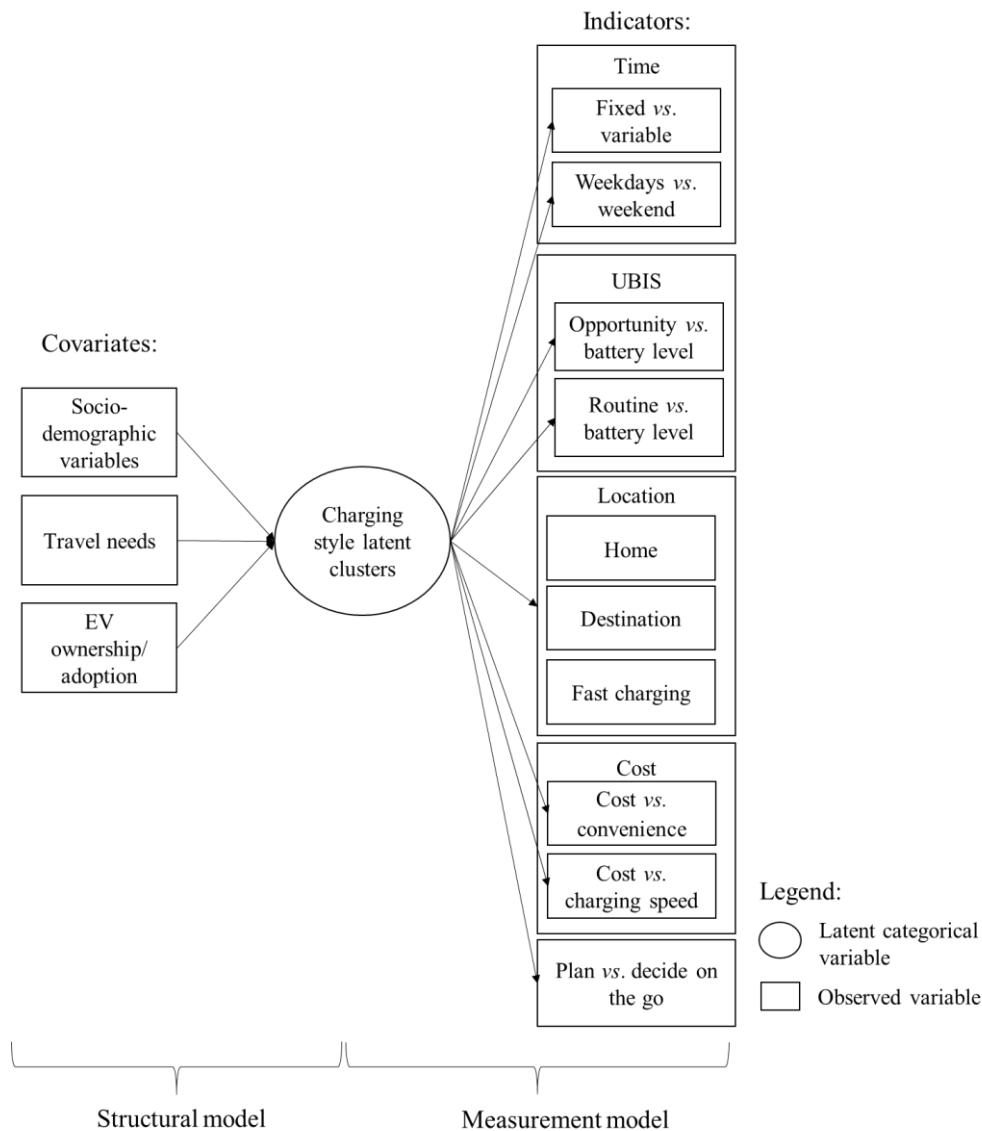 Indicators:
Time
Fixed vs.
variable
Weekdays vs.
weekend
UBIS
Opportunity vs.
battery level
Routine vs.
battery level
Covariates:
Socio-
demographic
variables
Travel needs
EV
ownership/
adoption
Charging
style latent
clusters
Location
Home
Destination
Fast charging
Cost
Cost vs.
convenience
Cost vs.
charging speed
Plan vs. decide on
the go
Legend:
Latent categorical
variable
Observed variable
Structural model
Measurement model